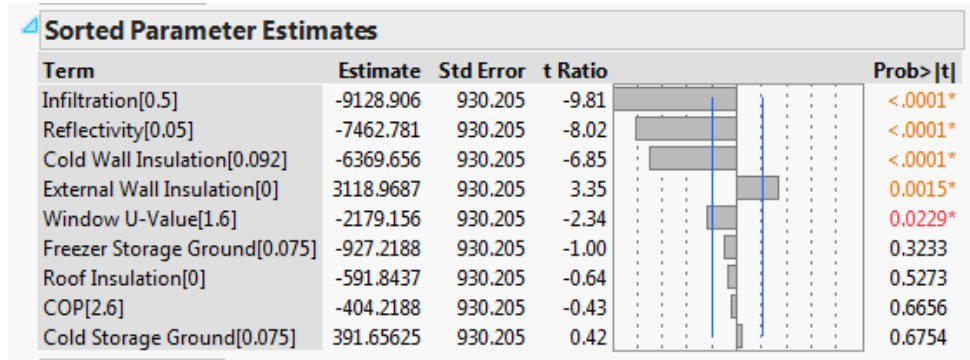 Sorted Parameter Estimates
Term Estimate Std Error t Ratio Prob>|t|
Infiltration[0.5] -9128.906 930.205 -9.81 <.0001*
Reflectivity[0.05] -7462.781 930.205 -8.02 <.0001*
Cold Wall Insulation[0.092] -6369.656 930.205 -6.85 <.0001*
External Wall Insulation[0] 3118.9687 930.205 3.35 0.0015*
Window U-Value[1.6] -2179.156 930.205 -2.34 0.0229*
Freezer Storage Ground[0.075] -927.2188 930.205 -1.00 0.3233
Roof Insulation[0] -591.8437 930.205 -0.64 0.5273
COP[2.6] -404.2188 930.205 -0.43 0.6656
Cold Storage Ground[0.075] 391.65625 930.205 0.42 0.6754